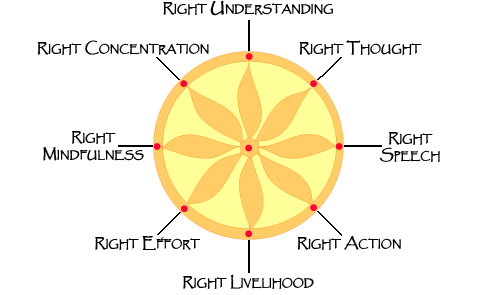 Right Understanding
Right Concentration
Right Thought
Right
Mindfulness
Right
Speech
Right Effort
Right Action
Right Livelihood